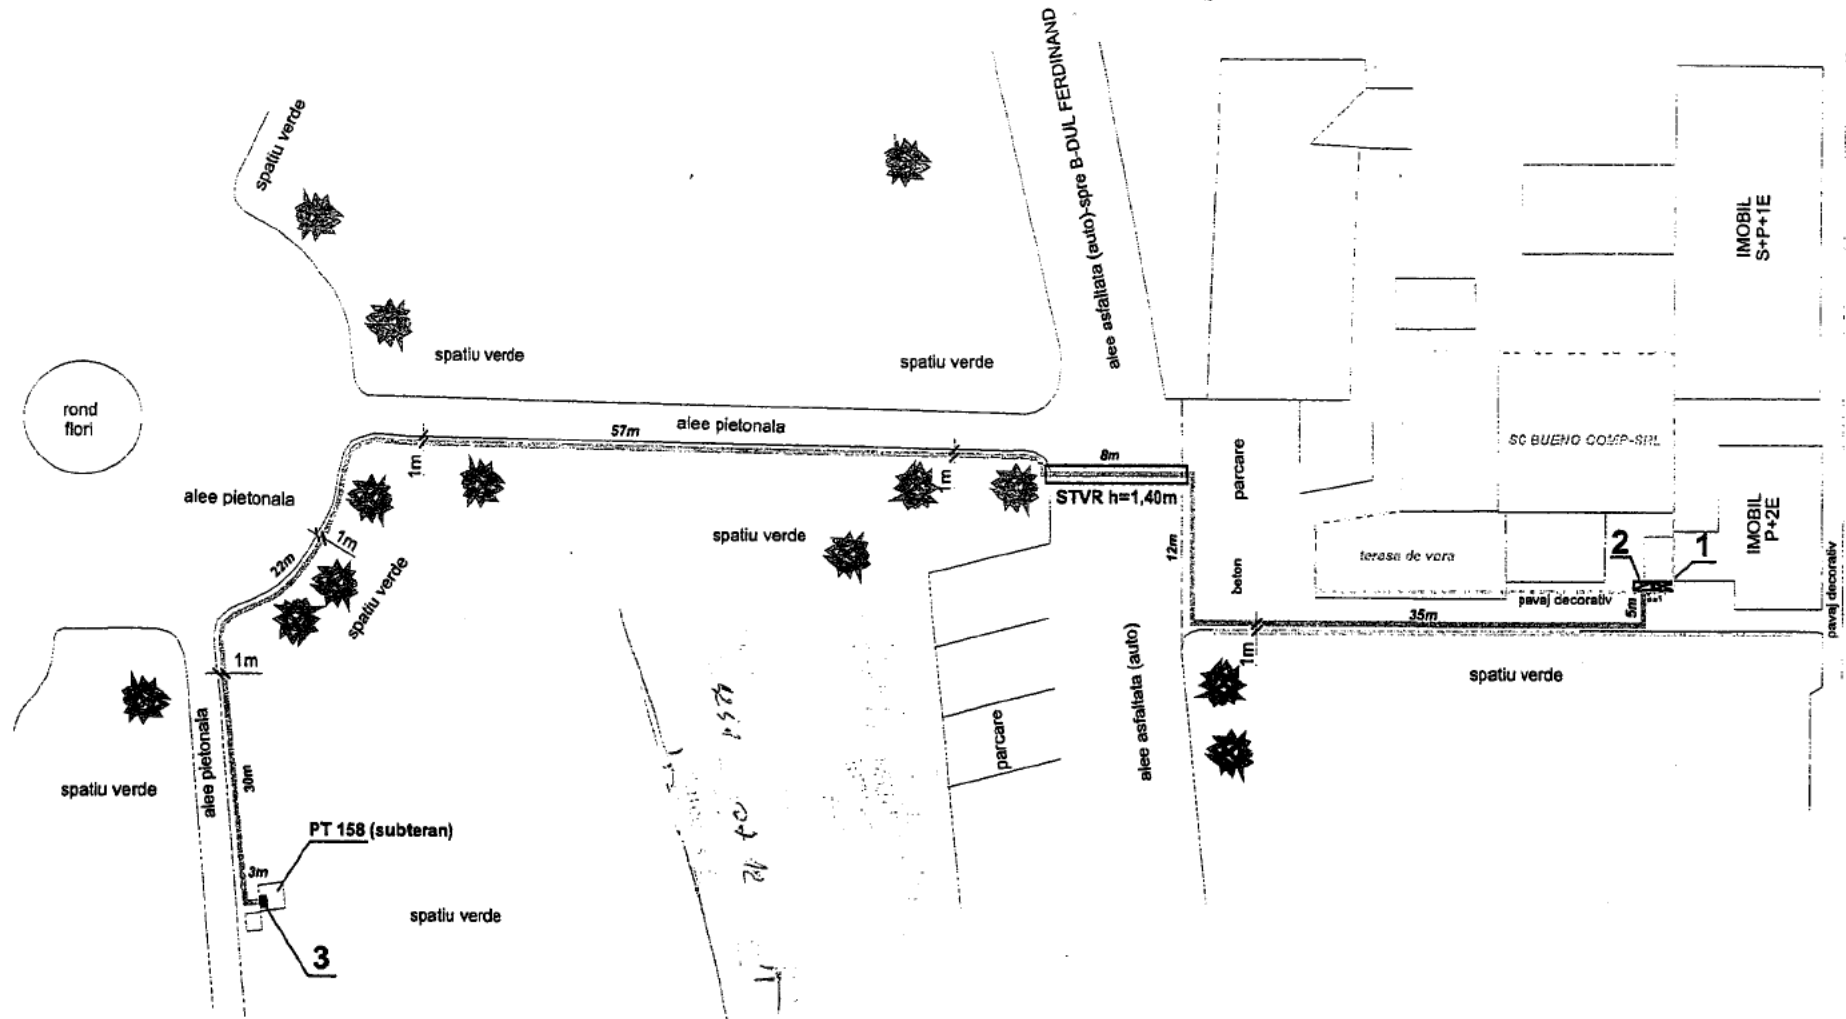 alee asfaltata (auto)-spre B-DUL FERDINAND
spatiu verde
IMOBIL
S+P+1E
spatiu verde
spatiu verde
rond
flori
alee pietonala
57m
1m
1m
8m
STVR h=1,40m
parcare
SC BUENO COMP-SRL
alee pietonala
1m
22m
spatiu verde
spatiu verde
12m
beton
terasa de vara
2
1
IMOBIL
P+2E
pavaj decorativ
pavaj decorativ
5m
35m
1m
1m
spatiu verde
alee pietonala
30m
spatiu verde
parcare
alee asfaltata (auto)
PT 158 (subteran)
3m
spatiu verde
3